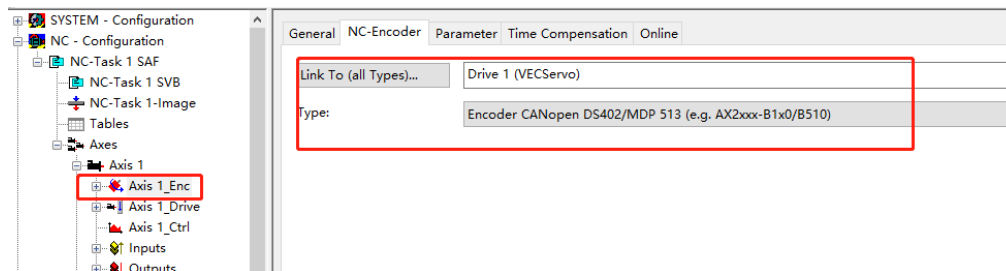 SYSTEM - Configuration
NC - Configuration
NC-Task 1 SAF
NC-Task 1 SVB
NC-Task 1-Image
Tables
Axes
Axis 1
Axis 1_Enc
Axis 1_Drive
Axis 1_Ctrl
Inputs
Outputs
General NC-Encoder Parameter Time Compensation Online
Link To (all Types)... Drive 1 (VECServo)
Type: Encoder CANopen DS402/MDP 513 (e.g. AX2xxx-B1x0/B510)